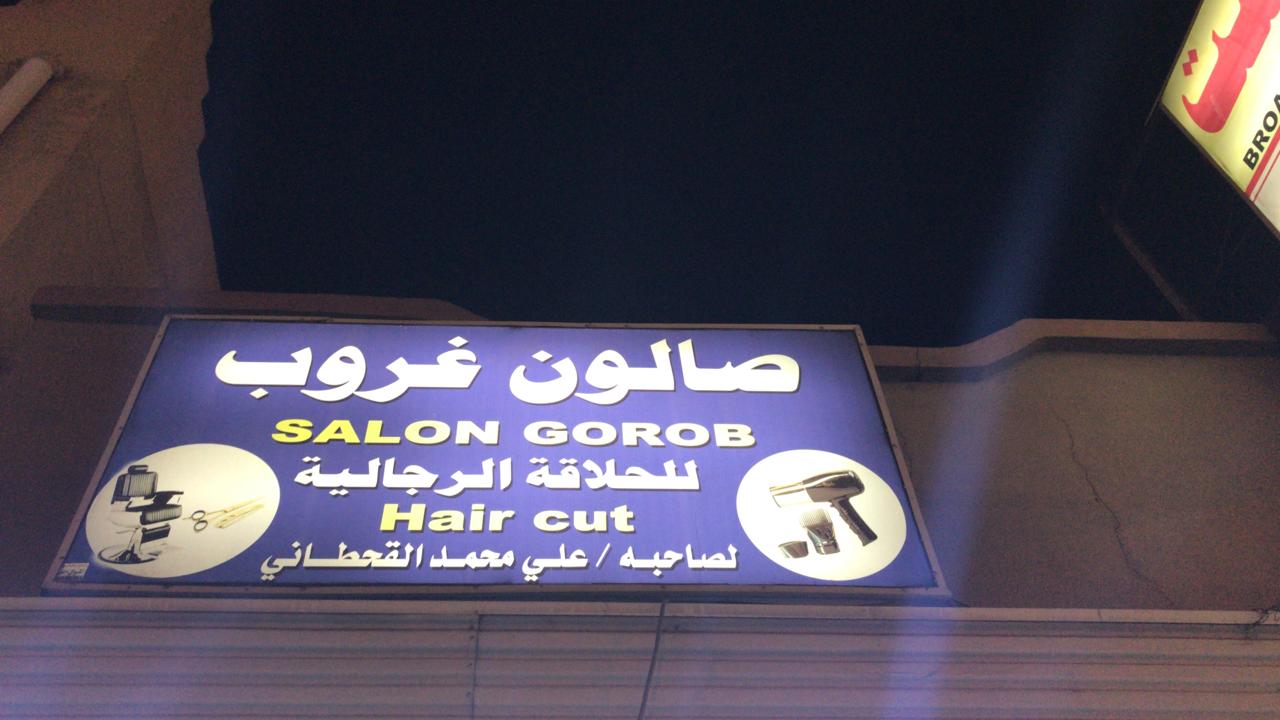 صالون غروب
SALON GOROB
للحلاقة الرجالية
Hair cut
لصاحبه / علي محمد القحطاني